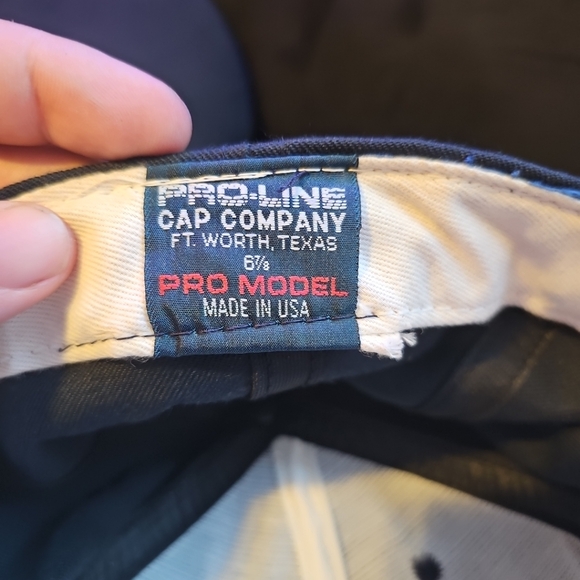 PRO-LINE
CAP COMPANY
FT. WORTH, TEXAS
6⅞
PRO MODEL
MADE IN USA